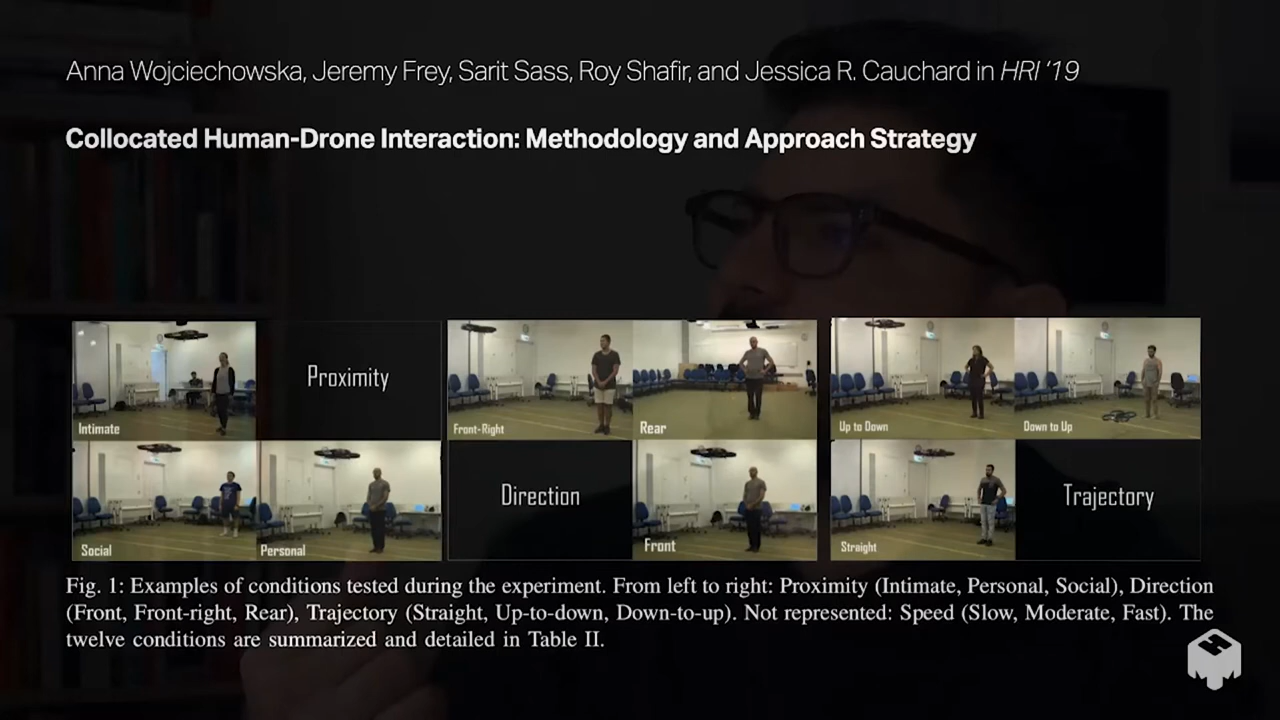 Anna Wojciechowska, Jeremy Frey, Sarit Sass, Roy Shafir, and Jessica R. Cauchard in HRI '19
Collocated Human-Drone Interaction: Methodology and Approach Strategy
Intimate
Proximity
Social
Personal
Front-Right
Rear
Direction
Front
Up to Down
Down to Up
Straight
Trajectory
Fig. 1: Examples of conditions tested during the experiment. From left to right: Proximity (Intimate, Personal, Social), Direction
(Front, Front-right, Rear), Trajectory (Straight, Up-to-down, Down-to-up). Not represented: Speed (Slow, Moderate, Fast). The
twelve conditions are summarized and detailed in Table II.